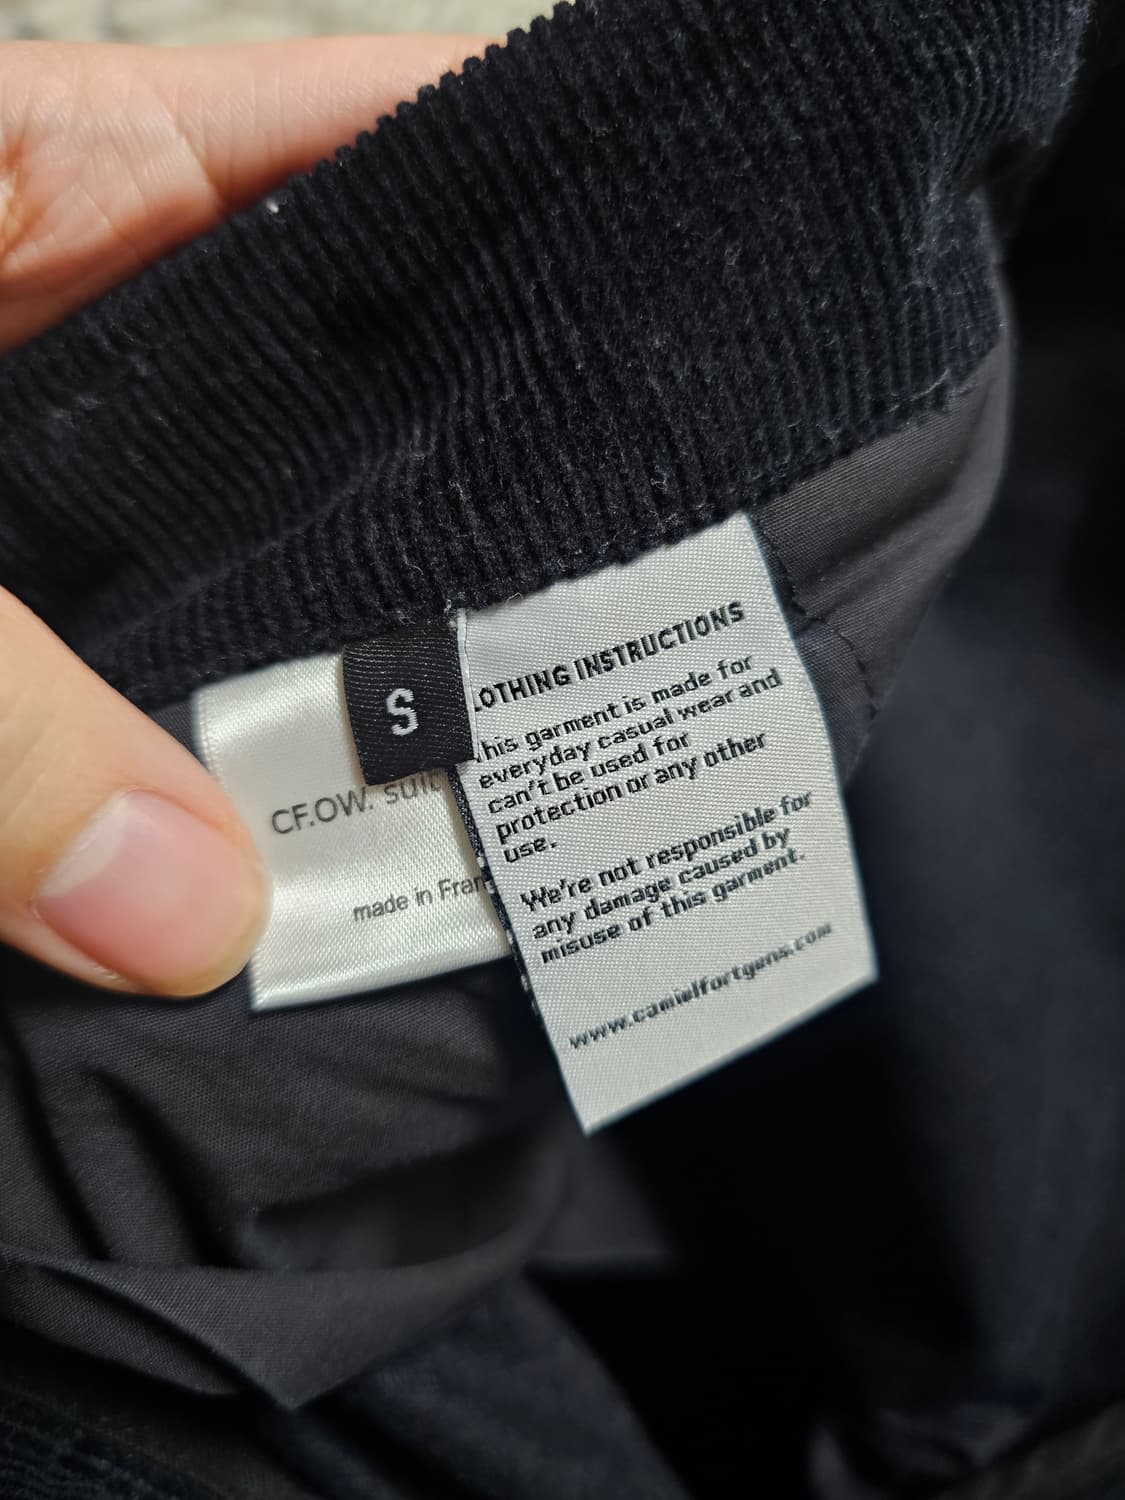 S
CF.OW. suit
made in Fran
LOTHING INSTRUCTIONS
his garment is made for
everyday casual wear and
can't be used for
protection or any other
use.
We're not responsible for
any damage caused by
misuse of this garment.
www.camielfortgens.com